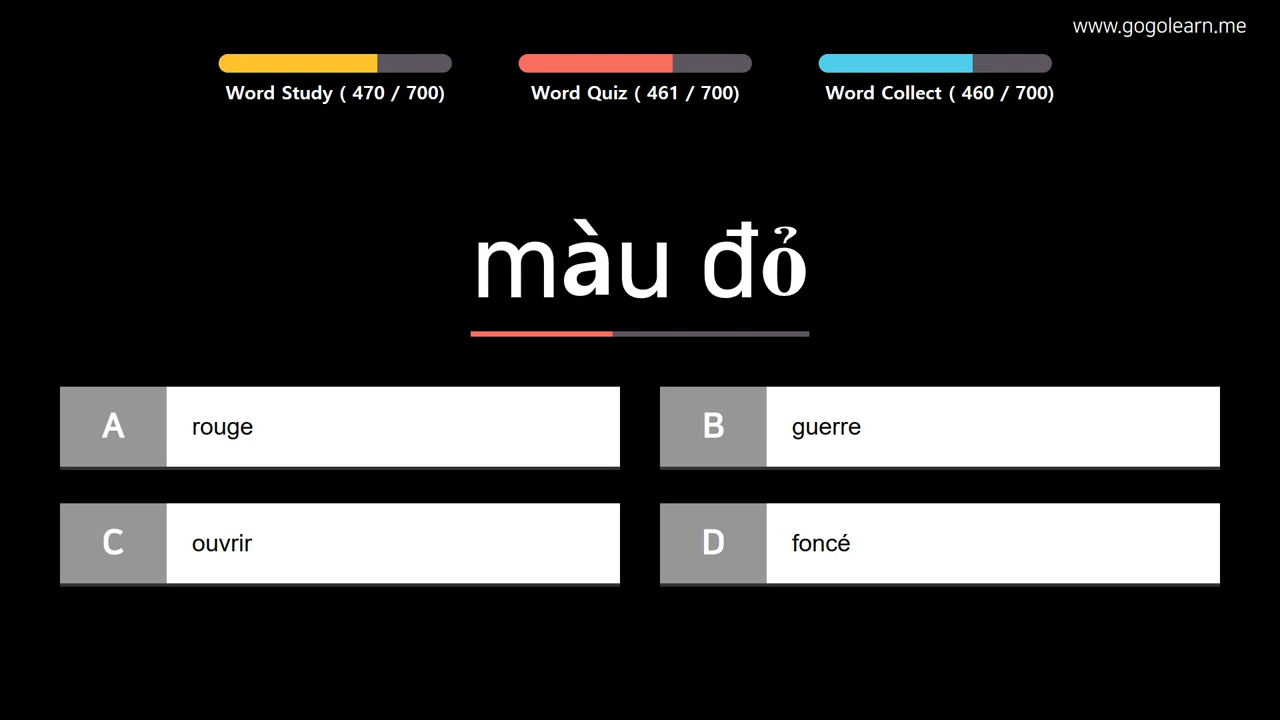 www.gogolearn.me
Word Study ( 470 / 700)
Word Quiz ( 461 / 700)
Word Collect ( 460 / 700)
màu đỏ
A rouge
B guerre
C ouvrir
D foncé